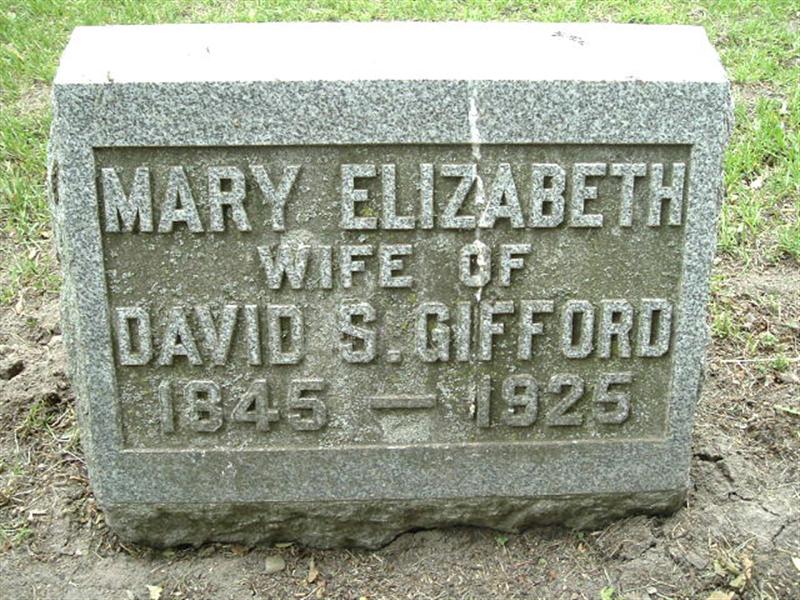 MARY ELIZABETH
WIFE OF
DAVID S. GIFFORD
1845 — 1925